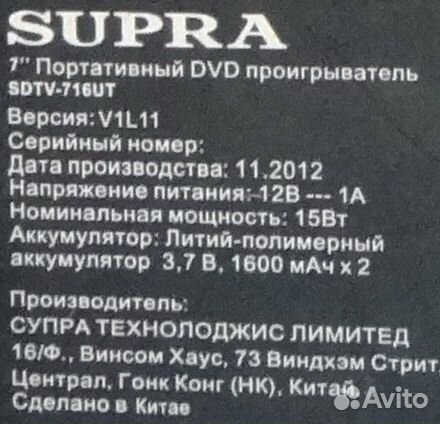 SUPRA
7" Портативный DVD проигрыватель
SDTV-716UT
Версия: V1L11
Серийный номер:
Дата производства: 11.2012
Напряжение питания: 12В --- 1А
Номинальная мощность: 15Вт
Аккумулятор: Литий-полимерный
аккумулятор 3,7 В, 1600 мАч x 2
Производитель:
СУПРА ТЕХНОЛОДЖИС ЛИМИТЕД
16/Ф., Винсом Хаус, 73 Виндхэм Стрит,
Централ, Гонк Конг (НК), Китай.
Сделано в Китае
Avito